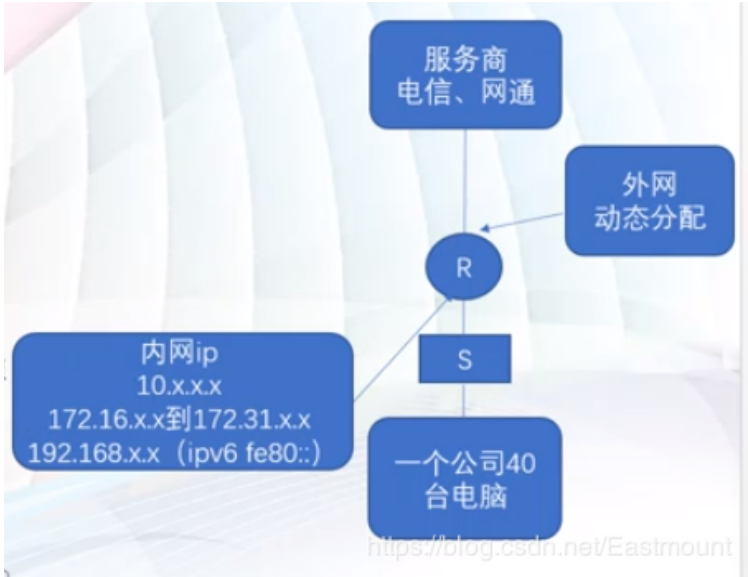 服务商
电信、网通
外网
动态分配
R
内网ip
10.x.x.x
172.16.x.x到172.31.x.x
192.168.x.x（ipv6 fe80::）
S
一个公司40
台电脑
https://blog.csdn.net/Eastmount